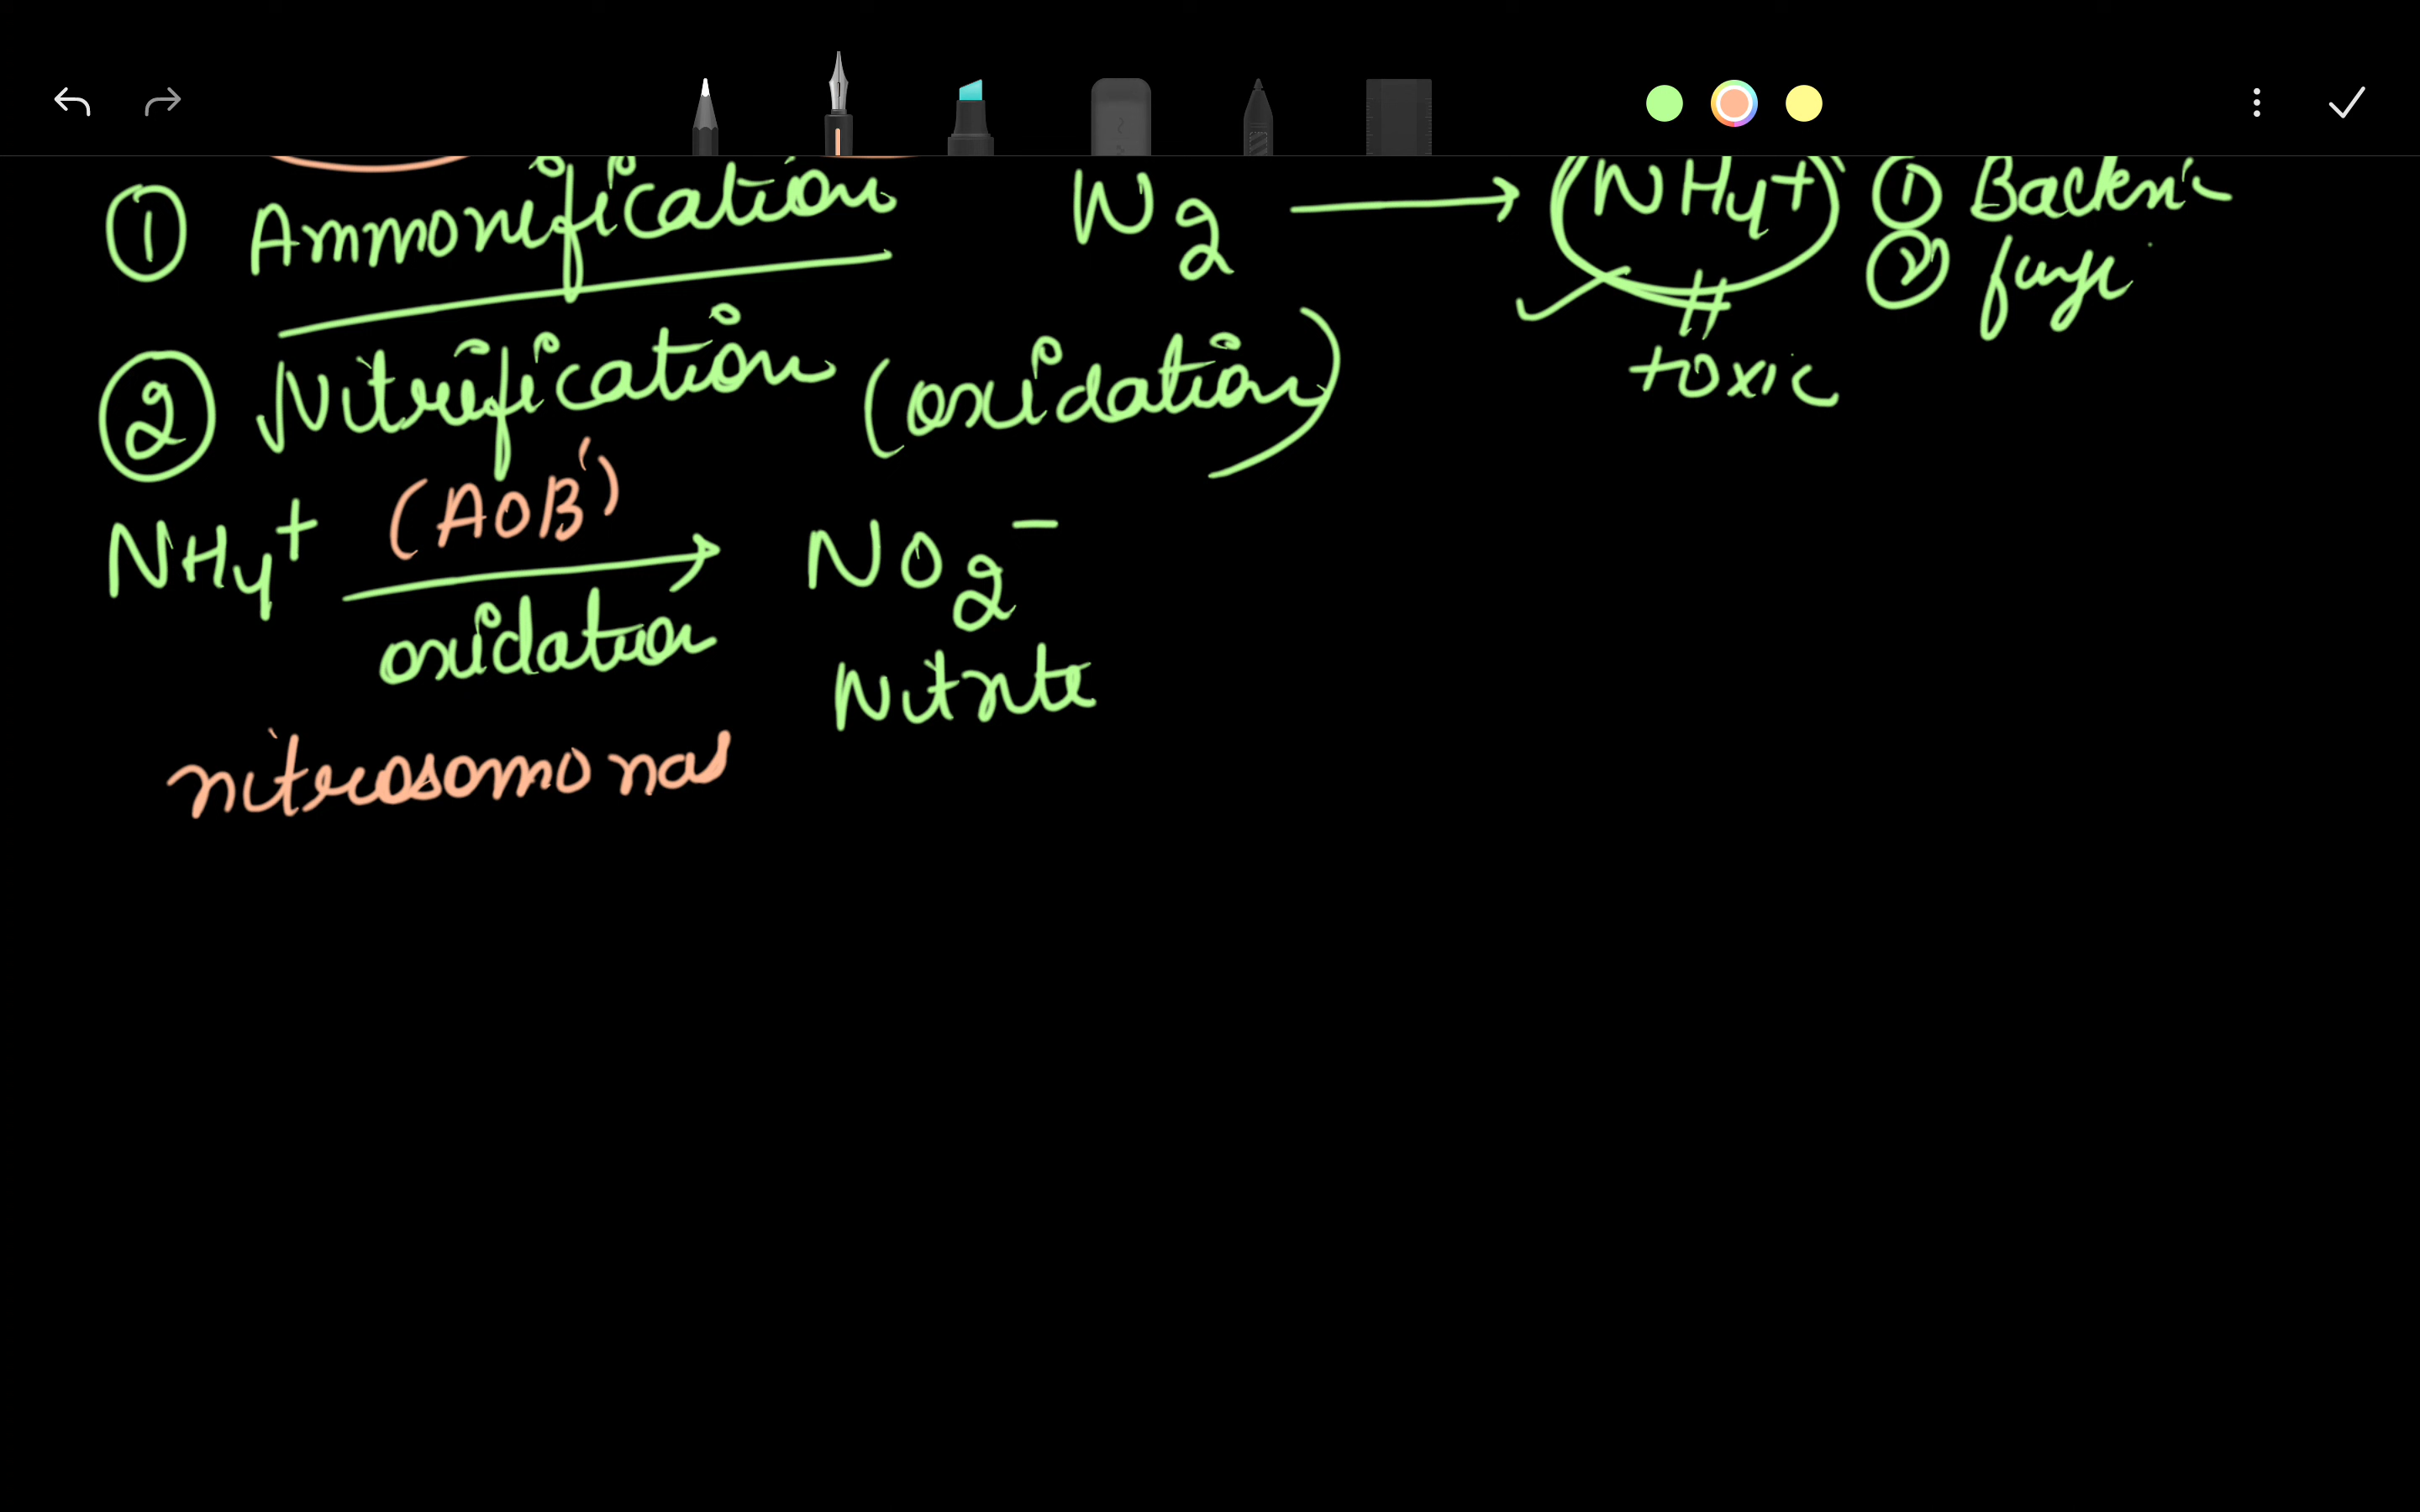 ① Ammonification N2 ⟶ (NH4+) ① Bacteri
② fungi
toxic
② Nitrification (oxidation)
NH4+ (AOB) ⟶ NO2-
oxidation
Nitrite
nitrosomonas